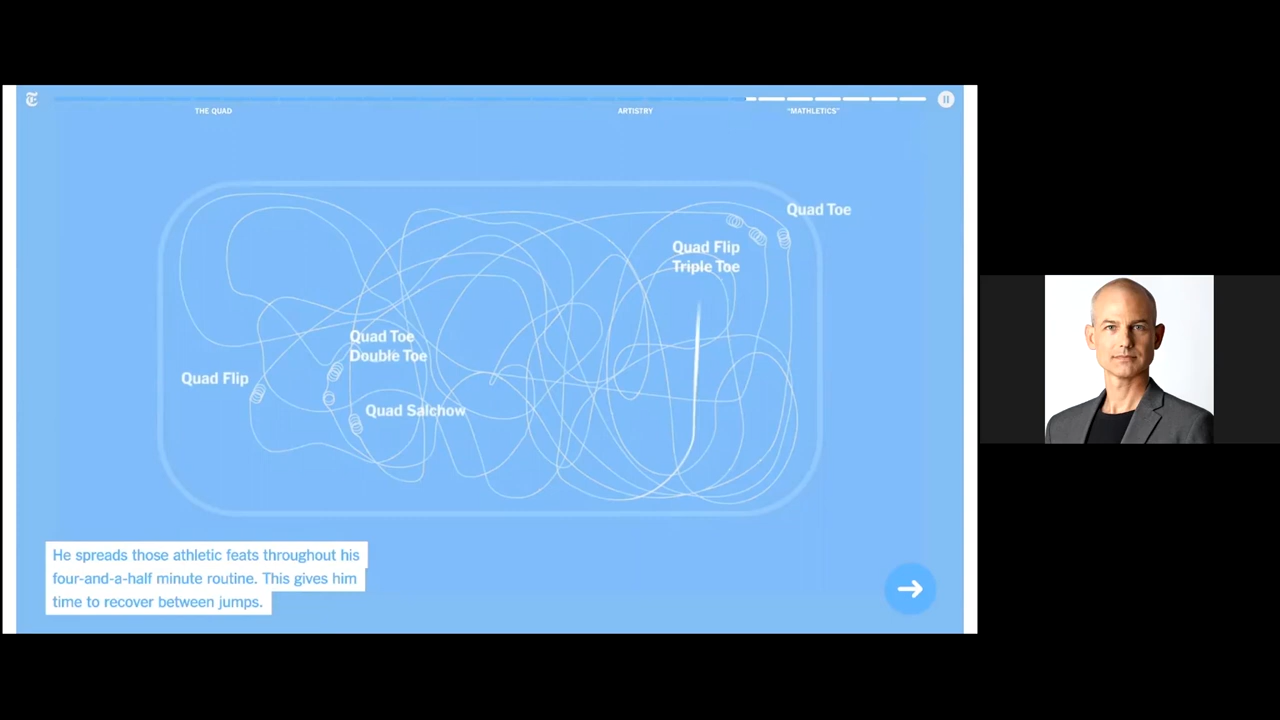 THE QUAD
ARTISTRY
"MATHLETICS"
Quad Toe
Quad Flip
Triple Toe
Quad Toe
Double Toe
Quad Flip
Quad Salchow
He spreads those athletic feats throughout his
four-and-a-half minute routine. This gives him
time to recover between jumps.